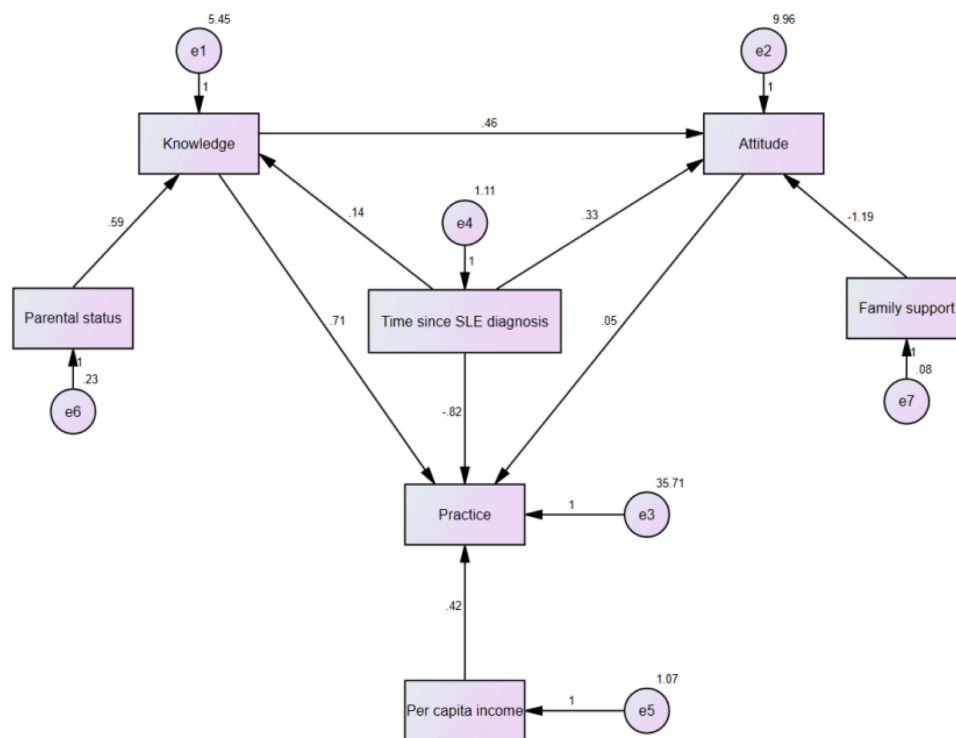 5.45
9.96
e1
e2
1
1
Knowledge
.46
Attitude
1.11
e4
.59
.14
.33
-1.19
1
Parental status
Time since SLE diagnosis
Family support
.71
.05
1
.23
1
.08
e6
e7
-.82
35.71
Practice
1
e3
.42
1.07
Per capita income
1
e5